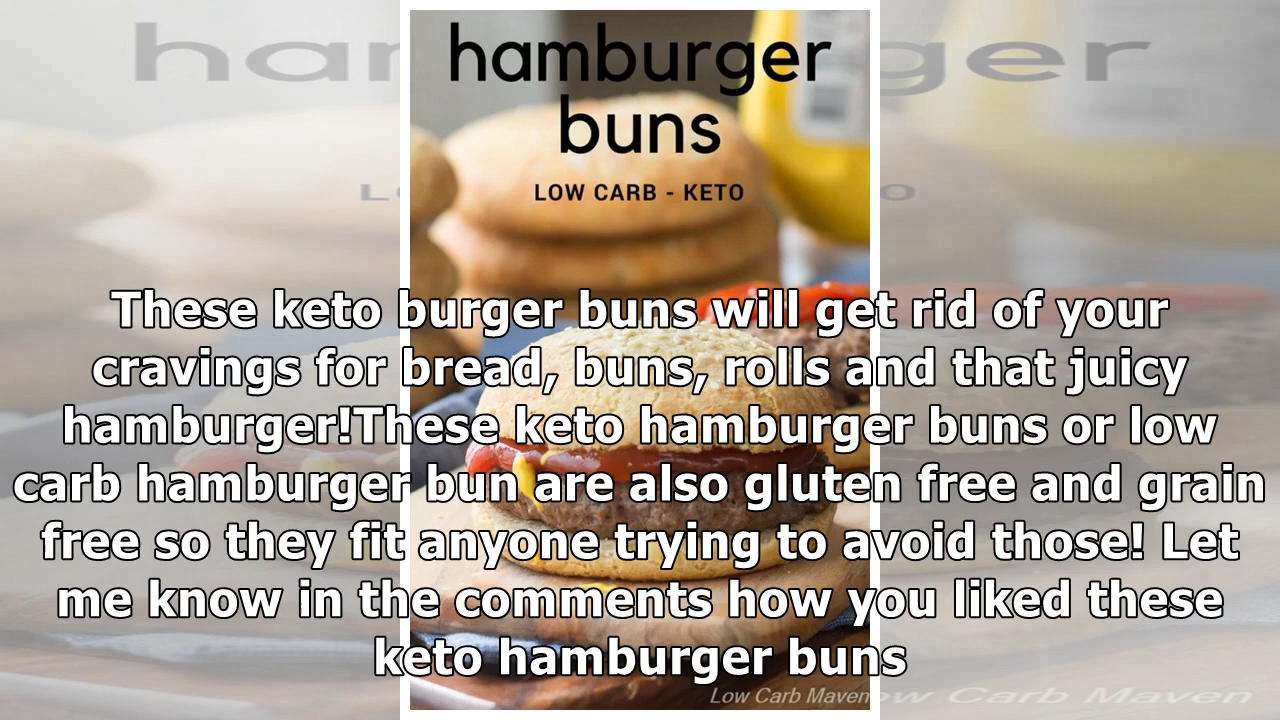 hamburger
buns
LOW CARB - KETO
These keto burger buns will get rid of your
cravings for bread, buns, rolls and that juicy
hamburger!These keto hamburger buns or low
carb hamburger bun are also gluten free and grain
free so they fit anyone trying to avoid those! Let
me know in the comments how you liked these
keto hamburger buns
Low Carb Maven